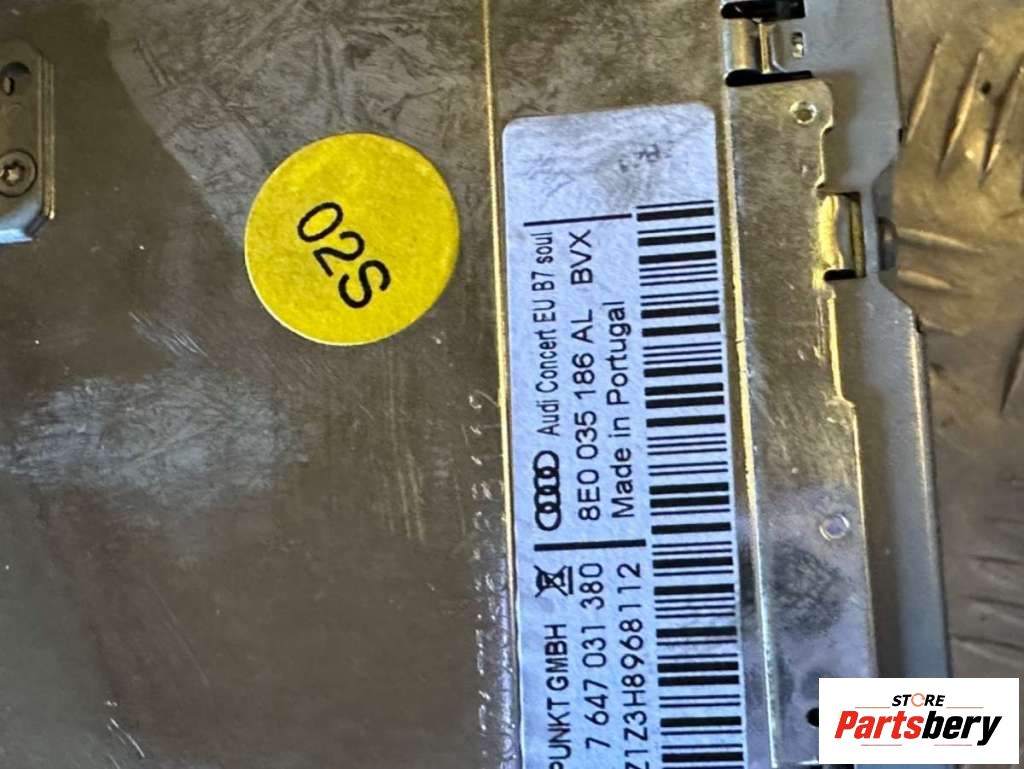 02S
PUNKT GMBH
7 647 031 380
Z1Z3H8968112
Audi Concert EU B7 soul
8E0 035 186 AL BVX
Made in Portugal
STORE
Partsbery